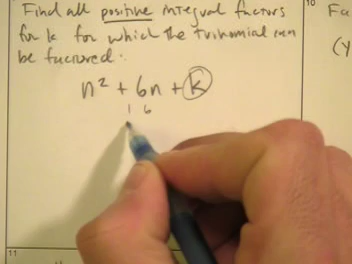 Find all positive integral factors
for k for which the trinomial can
be factored:
n² + 6n + k
1 6
10
Fa
(y
11